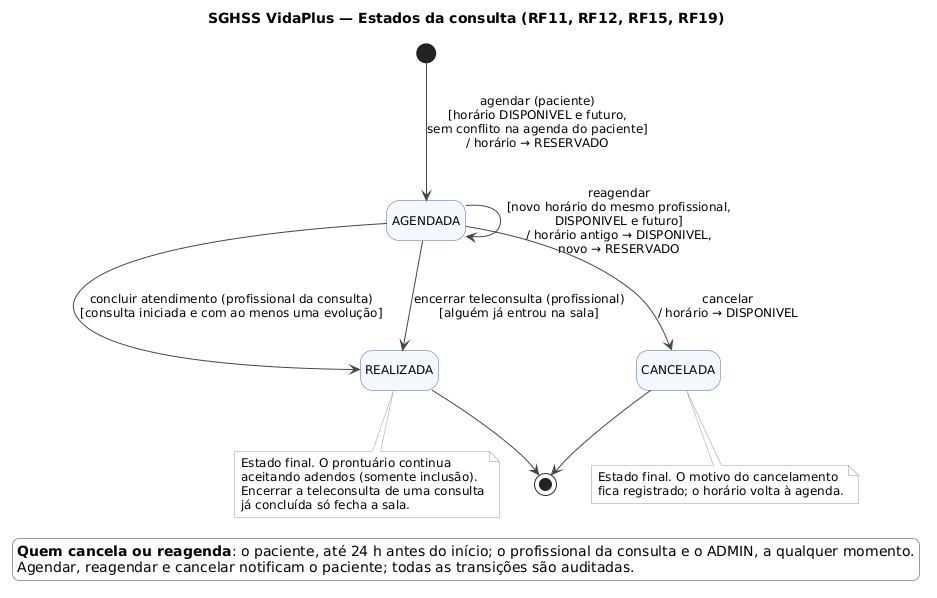 SGHSS VidaPlus — Estados da consulta (RF11, RF12, RF15, RF19)
agendar (paciente)
[horário DISPONIVEL e futuro,
sem conflito na agenda do paciente]
/ horário → RESERVADO
AGENDADA
reagendar
[novo horário do mesmo profissional,
DISPONIVEL e futuro]
/ horário antigo → DISPONIVEL,
novo → RESERVADO
concluir atendimento (profissional da consulta)
[consulta iniciada e com ao menos uma evolução]
encerrar teleconsulta (profissional)
[alguém já entrou na sala]
cancelar
/ horário → DISPONIVEL
REALIZADA
CANCELADA
Estado final. O prontuário continua
aceitando adendos (somente inclusão).
Encerrar a teleconsulta de uma consulta
já concluída só fecha a sala.
Estado final. O motivo do cancelamento
fica registrado; o horário volta à agenda.
Quem cancela ou reagenda: o paciente, até 24 h antes do início; o profissional da consulta e o ADMIN, a qualquer momento.
Agendar, reagendar e cancelar notificam o paciente; todas as transições são auditadas.